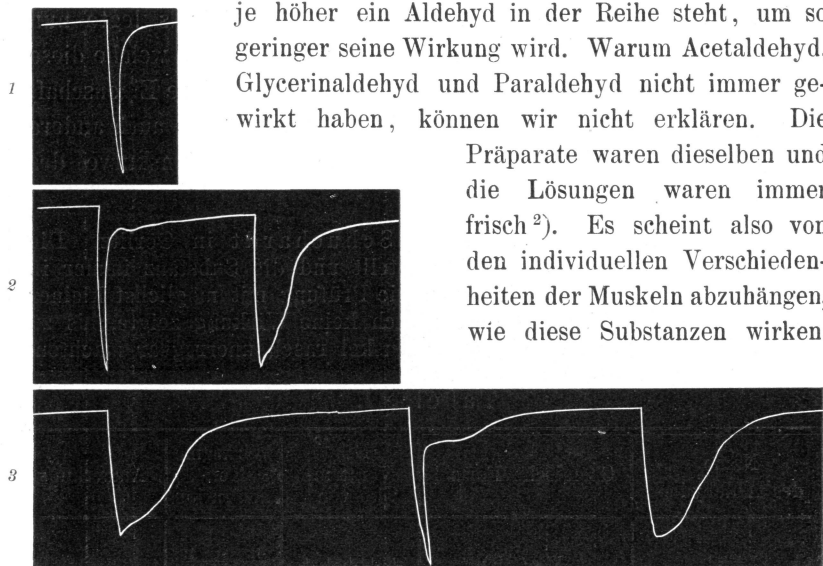 je höher ein Aldehyd in der Reihe steht, um so
geringer seine Wirkung wird. Warum Acetaldehyd,
1
Glycerinaldehyd und Paraldehyd nicht immer ge-
wirkt haben, können wir nicht erklären. Die
Präparate waren dieselben und
die Lösungen waren immer
frisch ²). Es scheint also von
den individuellen Verschieden-
2
heiten der Muskeln abzuhängen,
wie diese Substanzen wirken.
3